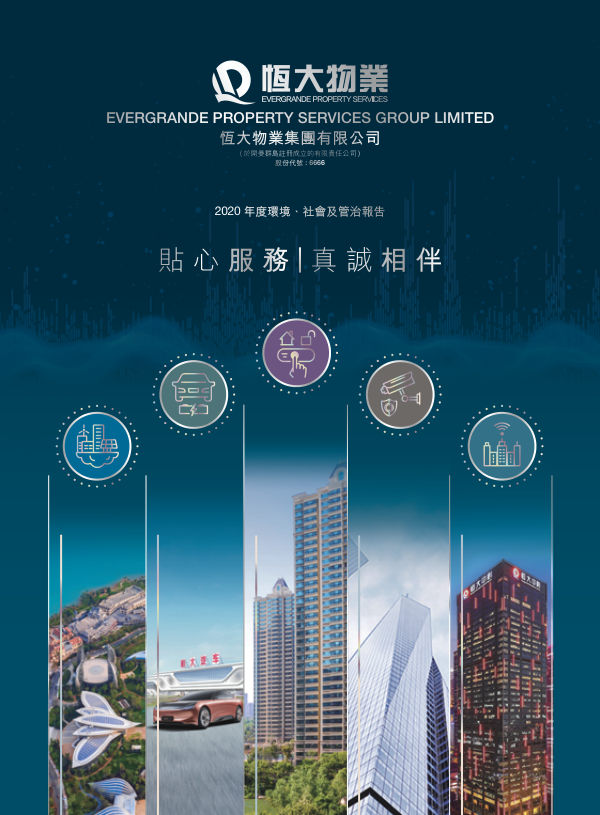 恆大物業
EVERGRANDE PROPERTY SERVICES
EVERGRANDE PROPERTY SERVICES GROUP LIMITED
恆大物業集團有限公司
(於開曼群島註冊成立的有限責任公司)
股份代號：6666
2020 年度環境、社會及管治報告
貼心服務|真誠相伴
恒大汽车